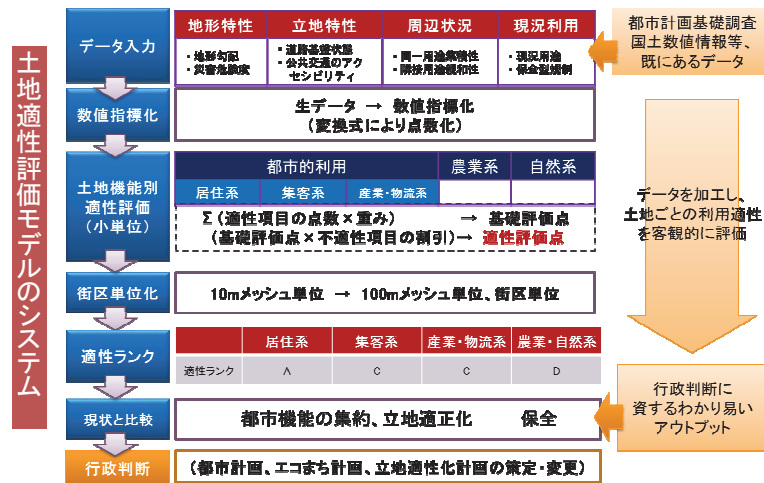 土地適性評価モデルのシステム
データ入力
地形特性
・地形勾配
・災害危険度
立地特性
・道路基盤状態
・公共交通のアク
セシビリティ
周辺状況
・同一用途集積性
・隣接用途親和性
現況利用
・現況用途
・保全型規制
都市計画基礎調査
国土数値情報等、
既にあるデータ
数値指標化
生データ → 数値指標化
（変換式により点数化）
土地機能別
適性評価
（小単位）
都市的利用
農業系
自然系
居住系
集客系
産業・物流系
Σ（適性項目の点数×重み） → 基礎評価点
（基礎評価点×不適性項目の割引）→ 適性評価点
データを加工し、
土地ごとの利用適性
を客観的に評価
街区単位化
10mメッシュ単位 → 100mメッシュ単位、街区単位
適性ランク
居住系
集客系
産業・物流系
農業・自然系
適性ランク
A
C
C
D
現状と比較
都市機能の集約、立地適正化 保全
行政判断に
資するわかり易い
アウトプット
行政判断
（都市計画、エコまち計画、立地適性化計画の策定・変更）